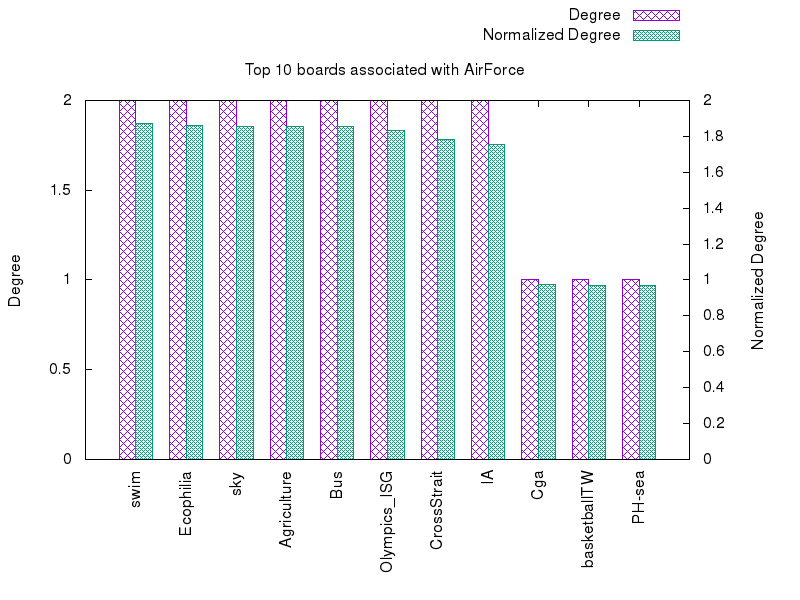 Degree
Normalized Degree
Top 10 boards associated with AirForce
2
1.5
1
0.5
0
Degree
2
1.8
1.6
1.4
1.2
1
0.8
0.6
0.4
0.2
0
Normalized Degree
swim
Ecophilia
sky
Agriculture
Bus
Olympics_ISG
CrossStrait
IA
Cga
basketballTW
PH-sea